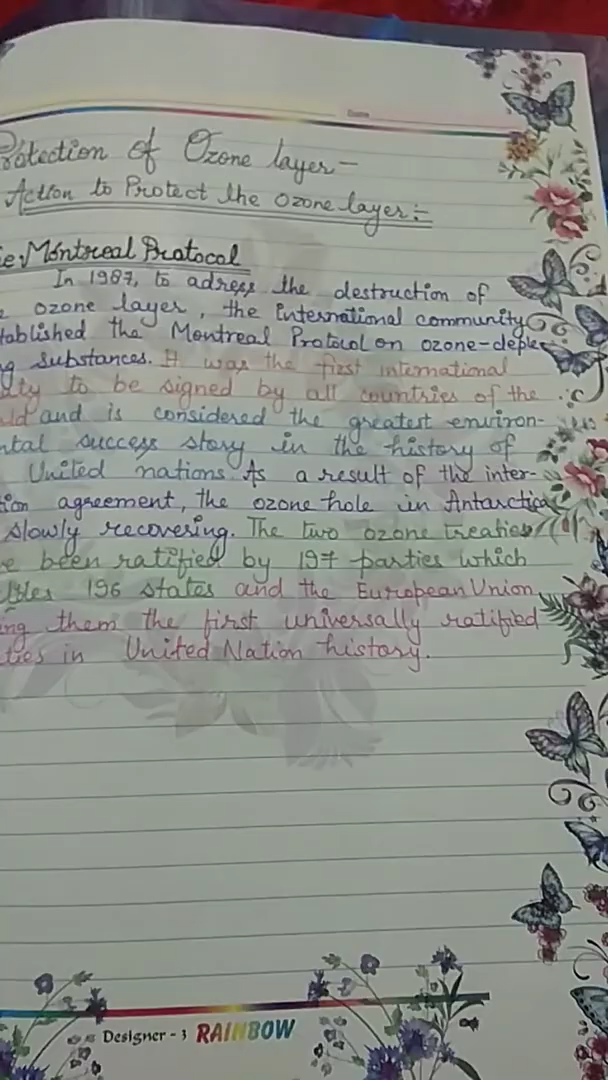 Protection of Ozone layer-
Action to Protect the Ozone layer:-
Montreal Protocol
In 1987, to adress the destruction of
ozone layer, the International community
tablished the Montreal Protocol on ozone-deple
g substances. It was the first international
aty to be signed by all countries of the
ld and is considered the greatest environ-
ntal success story in the history of
United nations. As a result of the inter-
tion agreement, the ozone hole in Antarctica
slowly recovering. The two ozone treaties
e been ratified by 197 parties which
196 states and the European Union
ing them the first universally ratified
ties in United Nation history.
Designer - 3 RAINBOW